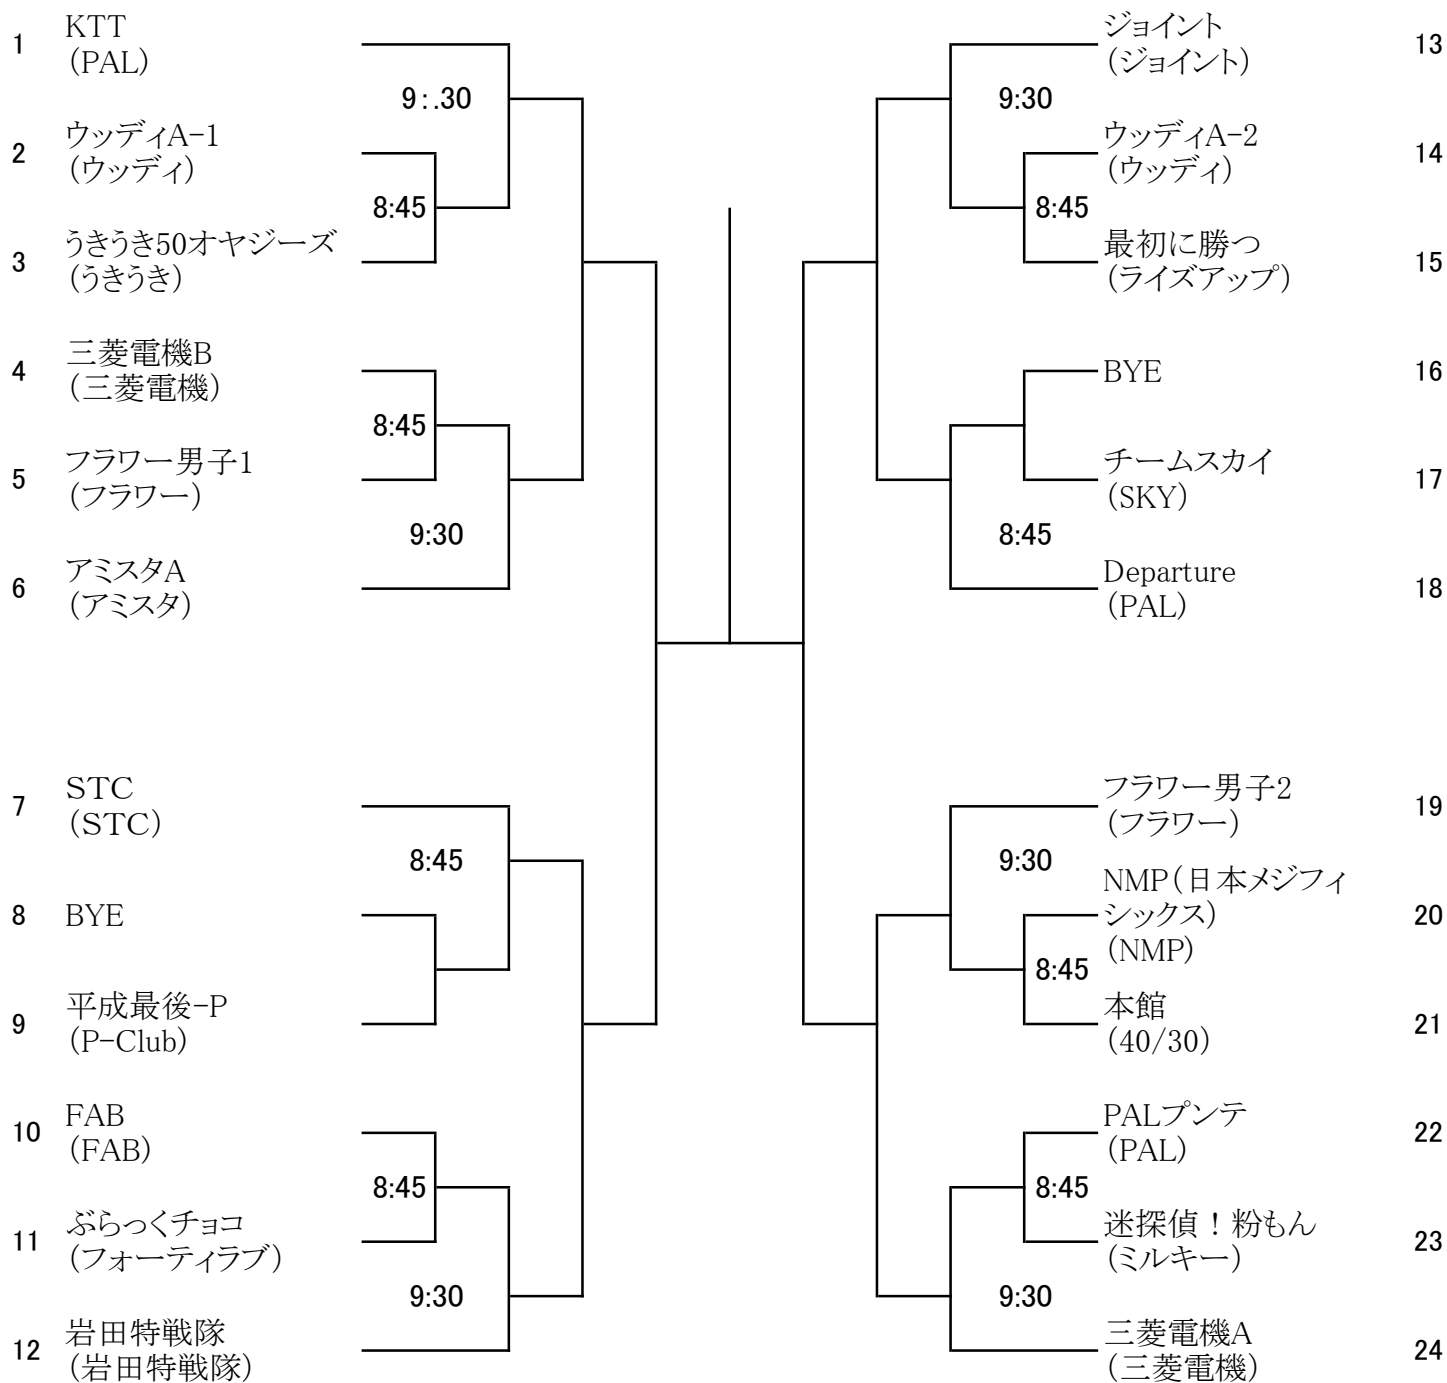 1
KTT
(PAL)
9:.30
2
ウッディA-1
(ウッディ)
8:45
3
うきうき50オヤジーズ
(うきうき)
4
三菱電機B
(三菱電機)
8:45
5
フラワー男子1
(フラワー)
9:30
6
アミスタA
(アミスタ)
7
STC
(STC)
8:45
8
BYE
9
平成最後-P
(P-Club)
10
FAB
(FAB)
8:45
11
ぶらっくチョコ
(フォーティラブ)
9:30
12
岩田特戦隊
(岩田特戦隊)
ジョイント
(ジョイント)
13
9:30
ウッディA-2
(ウッディ)
14
8:45
最初に勝つ
(ライズアップ)
15
BYE
16
チームスカイ
(SKY)
17
8:45
Departure
(PAL)
18
フラワー男子2
(フラワー)
19
9:30
NMP(日本メジフィ
シックス)
(NMP)
20
8:45
本館
(40/30)
21
PALプンテ
(PAL)
22
8:45
迷探偵！粉もん
(ミルキー)
23
9:30
三菱電機A
(三菱電機)
24